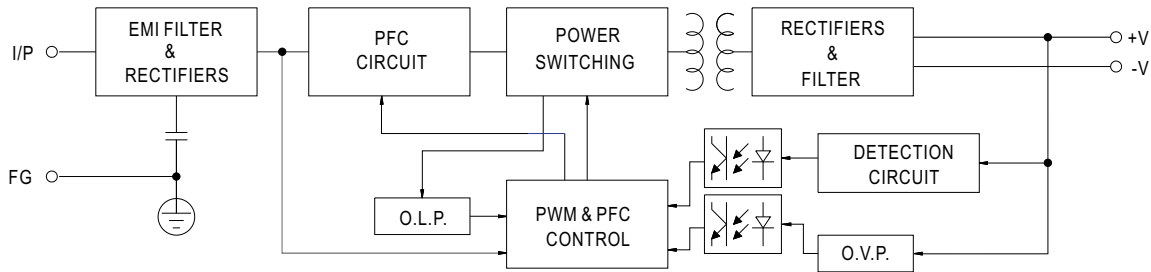 I/P
EMI FILTER
&
RECTIFIERS
PFC
CIRCUIT
POWER
SWITCHING
RECTIFIERS
&
FILTER
+V
-V
FG
O.L.P.
PWM & PFC
CONTROL
DETECTION
CIRCUIT
O.V.P.